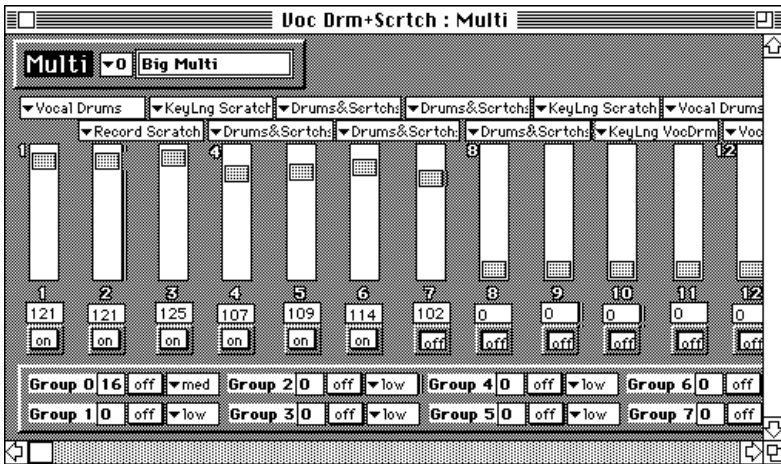 Voc Drm+Scrtch : Multi
Multi 0 Big Multi
Vocal Drums KeyLng Scratch Drums&Scrtchs Drums&Scrtchs KeyLng Scratch Vocal Drums
Record Scratch Drums&Scrtchs Drums&Scrtchs Drums&Scrtchs KeyLng VocDrm Voc
1 4 8 12
1 2 3 4 5 6 7 8 9 10 11 12
121 121 125 107 109 114 102 0 0 0 0 0
on on on on on on off off off off off off
Group 0 16 off med Group 2 0 off low Group 4 0 off low Group 6 0 off
Group 1 0 off low Group 3 0 off low Group 5 0 off low Group 7 0 off